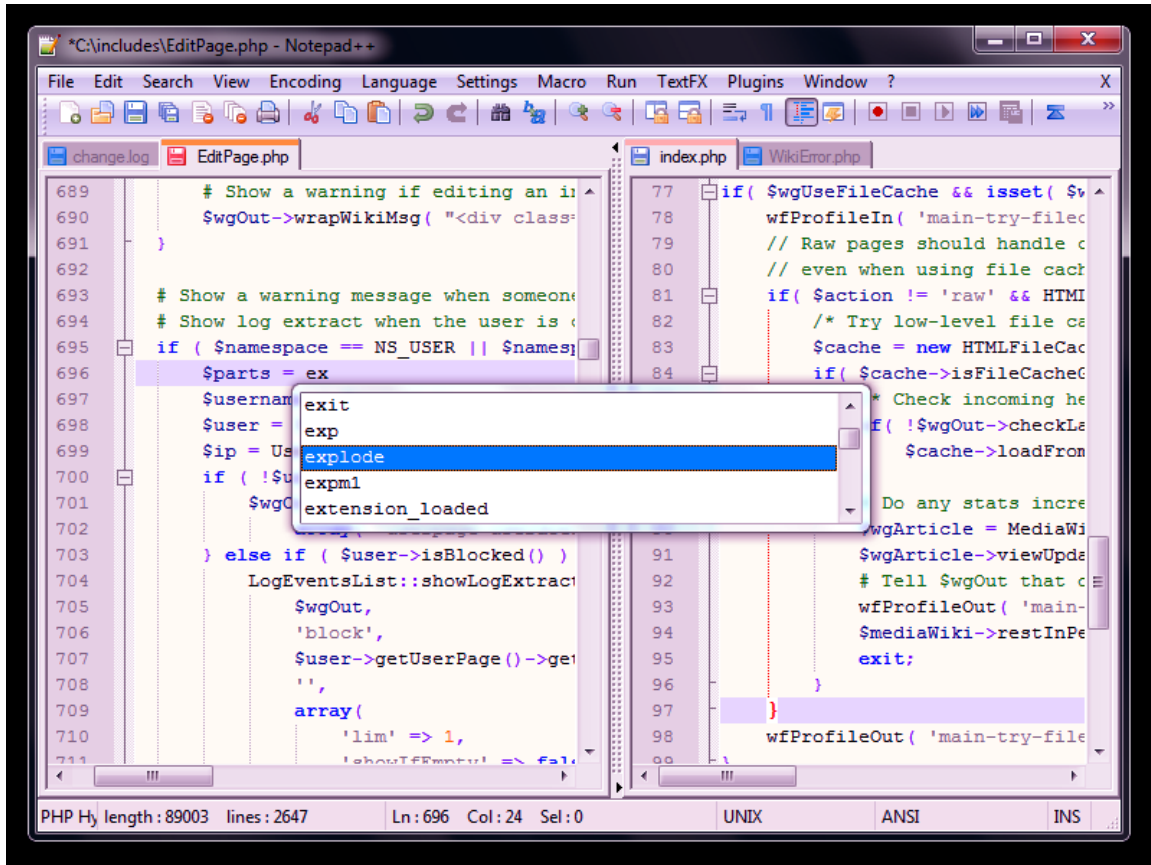 *C:\includes\EditPage.php - Notepad++
File Edit Search View Encoding Language Settings Macro Run TextFX Plugins Window ? X
change.log EditPage.php
689 # Show a warning if editing an
690 $wgOut->wrapWikiMsg( "<div class=
691 }
692
693 # Show a warning message when someone
694 # Show log extract when the user is
695 if ( $namespace == NS_USER || $namesp
696 $parts = ex
697 $usernam
698 $user =
699 $ip = Us
700 if ( !$u
701 $wgO
702
703 } else if ( $user->isBlocked() )
704 LogEventsList::showLogExtract
705 $wgOut,
706 'block',
707 $user->getUserPage()->get
708 '',
709 array(
710 'lim' => 1,
711 'showIfEmpty' => fals
exit
exp
explode
expm1
extension_loaded
index.php WikiError.php
77 if( $wgUseFileCache && isset( $w
78 wfProfileIn( 'main-try-filec
79 // Raw pages should handle c
80 // even when using file cach
81 if( $action != 'raw' && HTML
82 /* Try low-level file ca
83 $cache = new HTMLFileCac
84 if( $cache->isFileCacheG
* Check incoming he
f( !$wgOut->checkLa
$cache->loadFrom
Do any stats incre
$wgArticle = MediaWi
91 $wgArticle->viewUpda
92 # Tell $wgOut that c
93 wfProfileOut( 'main-
94 $mediaWiki->restInPe
95 exit;
96 }
97 }
98 wfProfileOut( 'main-try-file
99 }
PHP Hy length : 89003 lines : 2647 Ln : 696 Col : 24 Sel : 0 UNIX ANSI INS